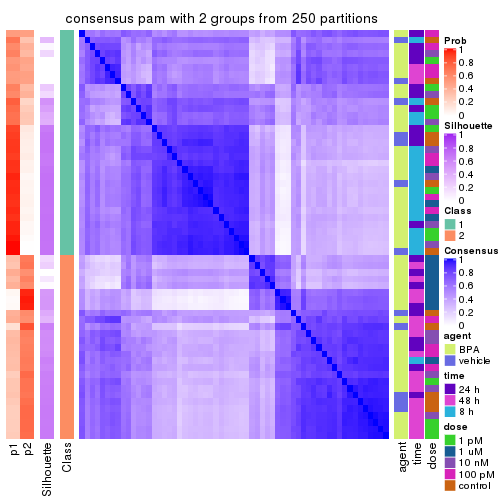 consensus pam with 2 groups from 250 partitions
Prob
1
0.8
0.6
0.4
0.2
0
Silhouette
1
0.8
0.6
0.4
0.2
0
Class
1
2
Consensus
1
0.8
0.6
0.4
0.2
0
agent
BPA
vehicle
time
24 h
48 h
8 h
dose
1 pM
1 uM
10 nM
100 pM
control
p1
p2
Silhouette
Class
agent
time
dose